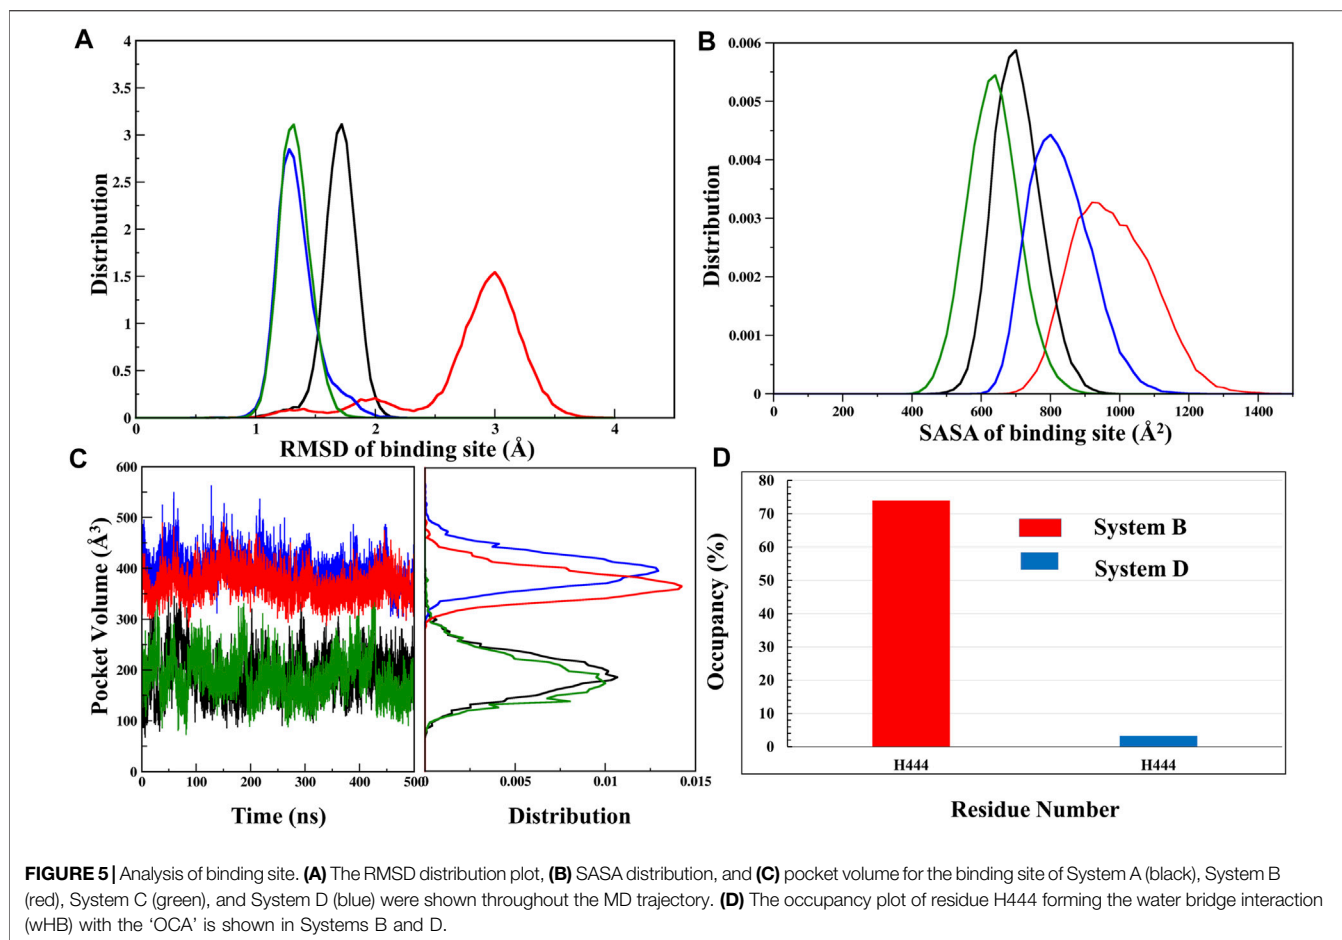 A
4
3.5
3
2.5
2
1.5
1
0.5
0
Distribution
0 1 2 3 4
RMSD of binding site (Å)
B
0.006
0.005
0.004
0.003
0.002
0.001
0
Distribution
0 200 400 600 800 1000 1200 1400
SASA of binding site (Å²)
C
600
500
400
300
200
100
0
Pocket Volume (Å³)
0 100 200 300 400 500
Time (ns)
0.005 0.01 0.015
Distribution
D
80
70
60
50
40
30
20
10
0
Occupancy (%)
System B
System D
H444 H444
Residue Number
FIGURE 5 | Analysis of binding site. (A) The RMSD distribution plot, (B) SASA distribution, and (C) pocket volume for the binding site of System A (black), System B
(red), System C (green), and System D (blue) were shown throughout the MD trajectory. (D) The occupancy plot of residue H444 forming the water bridge interaction
(wHB) with the ‘OCA’ is shown in Systems B and D.